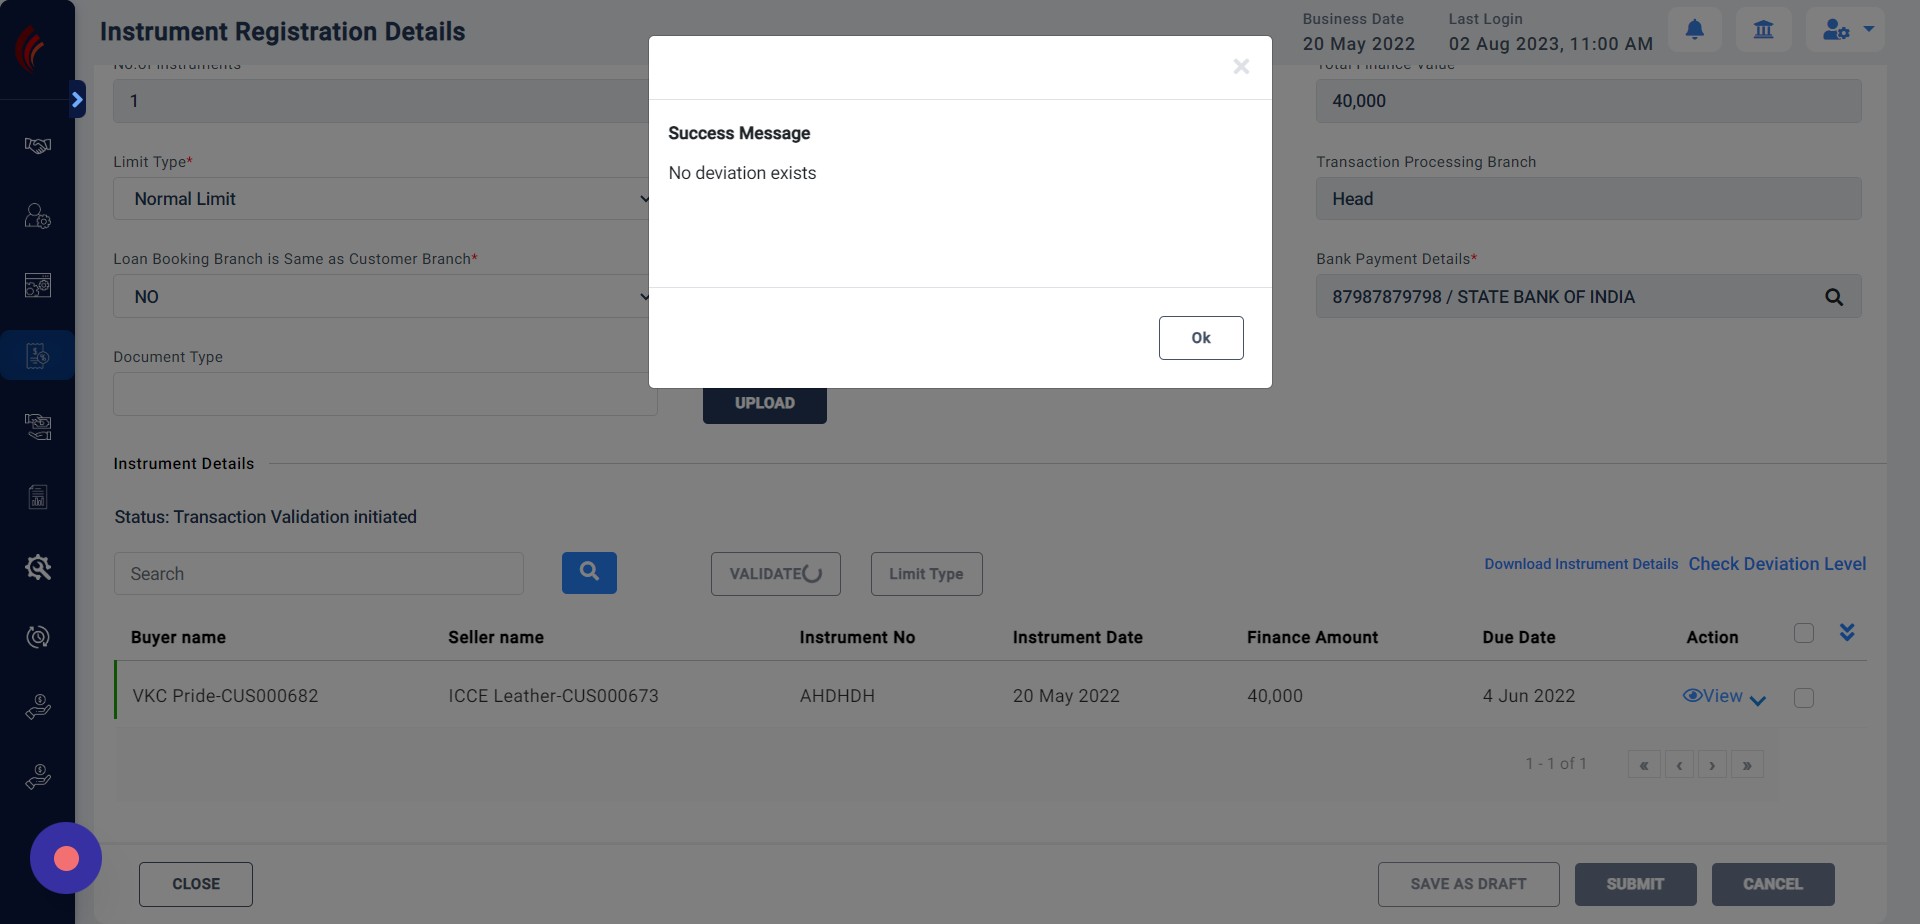 Instrument Registration Details
Business Date
20 May 2022
Last Login
02 Aug 2023, 11:00 AM
No.of Instruments
1
Total Finance Value
40,000
Limit Type*
Normal Limit
Transaction Processing Branch
Head
Loan Booking Branch is Same as Customer Branch*
NO
Bank Payment Details*
87987879798 / STATE BANK OF INDIA
Document Type
UPLOAD
×
Success Message
No deviation exists
Ok
Instrument Details
Status: Transaction Validation initiated
Search
VALIDATE
Limit Type
Download Instrument Details
Check Deviation Level
Buyer name Seller name Instrument No Instrument Date Finance Amount Due Date Action
VKC Pride-CUS000682 ICCE Leather-CUS000673 AHDHDH 20 May 2022 40,000 4 Jun 2022 View
1 - 1 of 1 « ‹ › »
CLOSE
SAVE AS DRAFT
SUBMIT
CANCEL